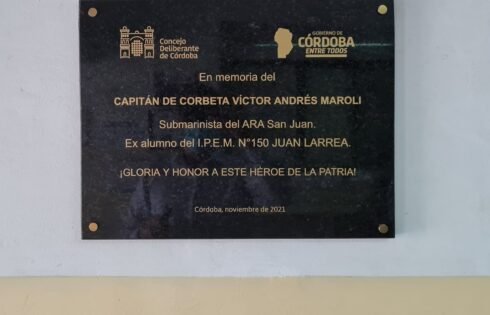 Concejo
Deliberante
de Córdoba
GOBIERNO DE
CÓRDOBA
ENTRE TODOS
En memoria del
CAPITÁN DE CORBETA VÍCTOR ANDRÉS MAROLI
Submarinista del ARA San Juan.
Ex alumno del I.P.E.M. N°150 JUAN LARREA.
¡GLORIA Y HONOR A ESTE HÉROE DE LA PATRIA!
Córdoba, noviembre de 2021